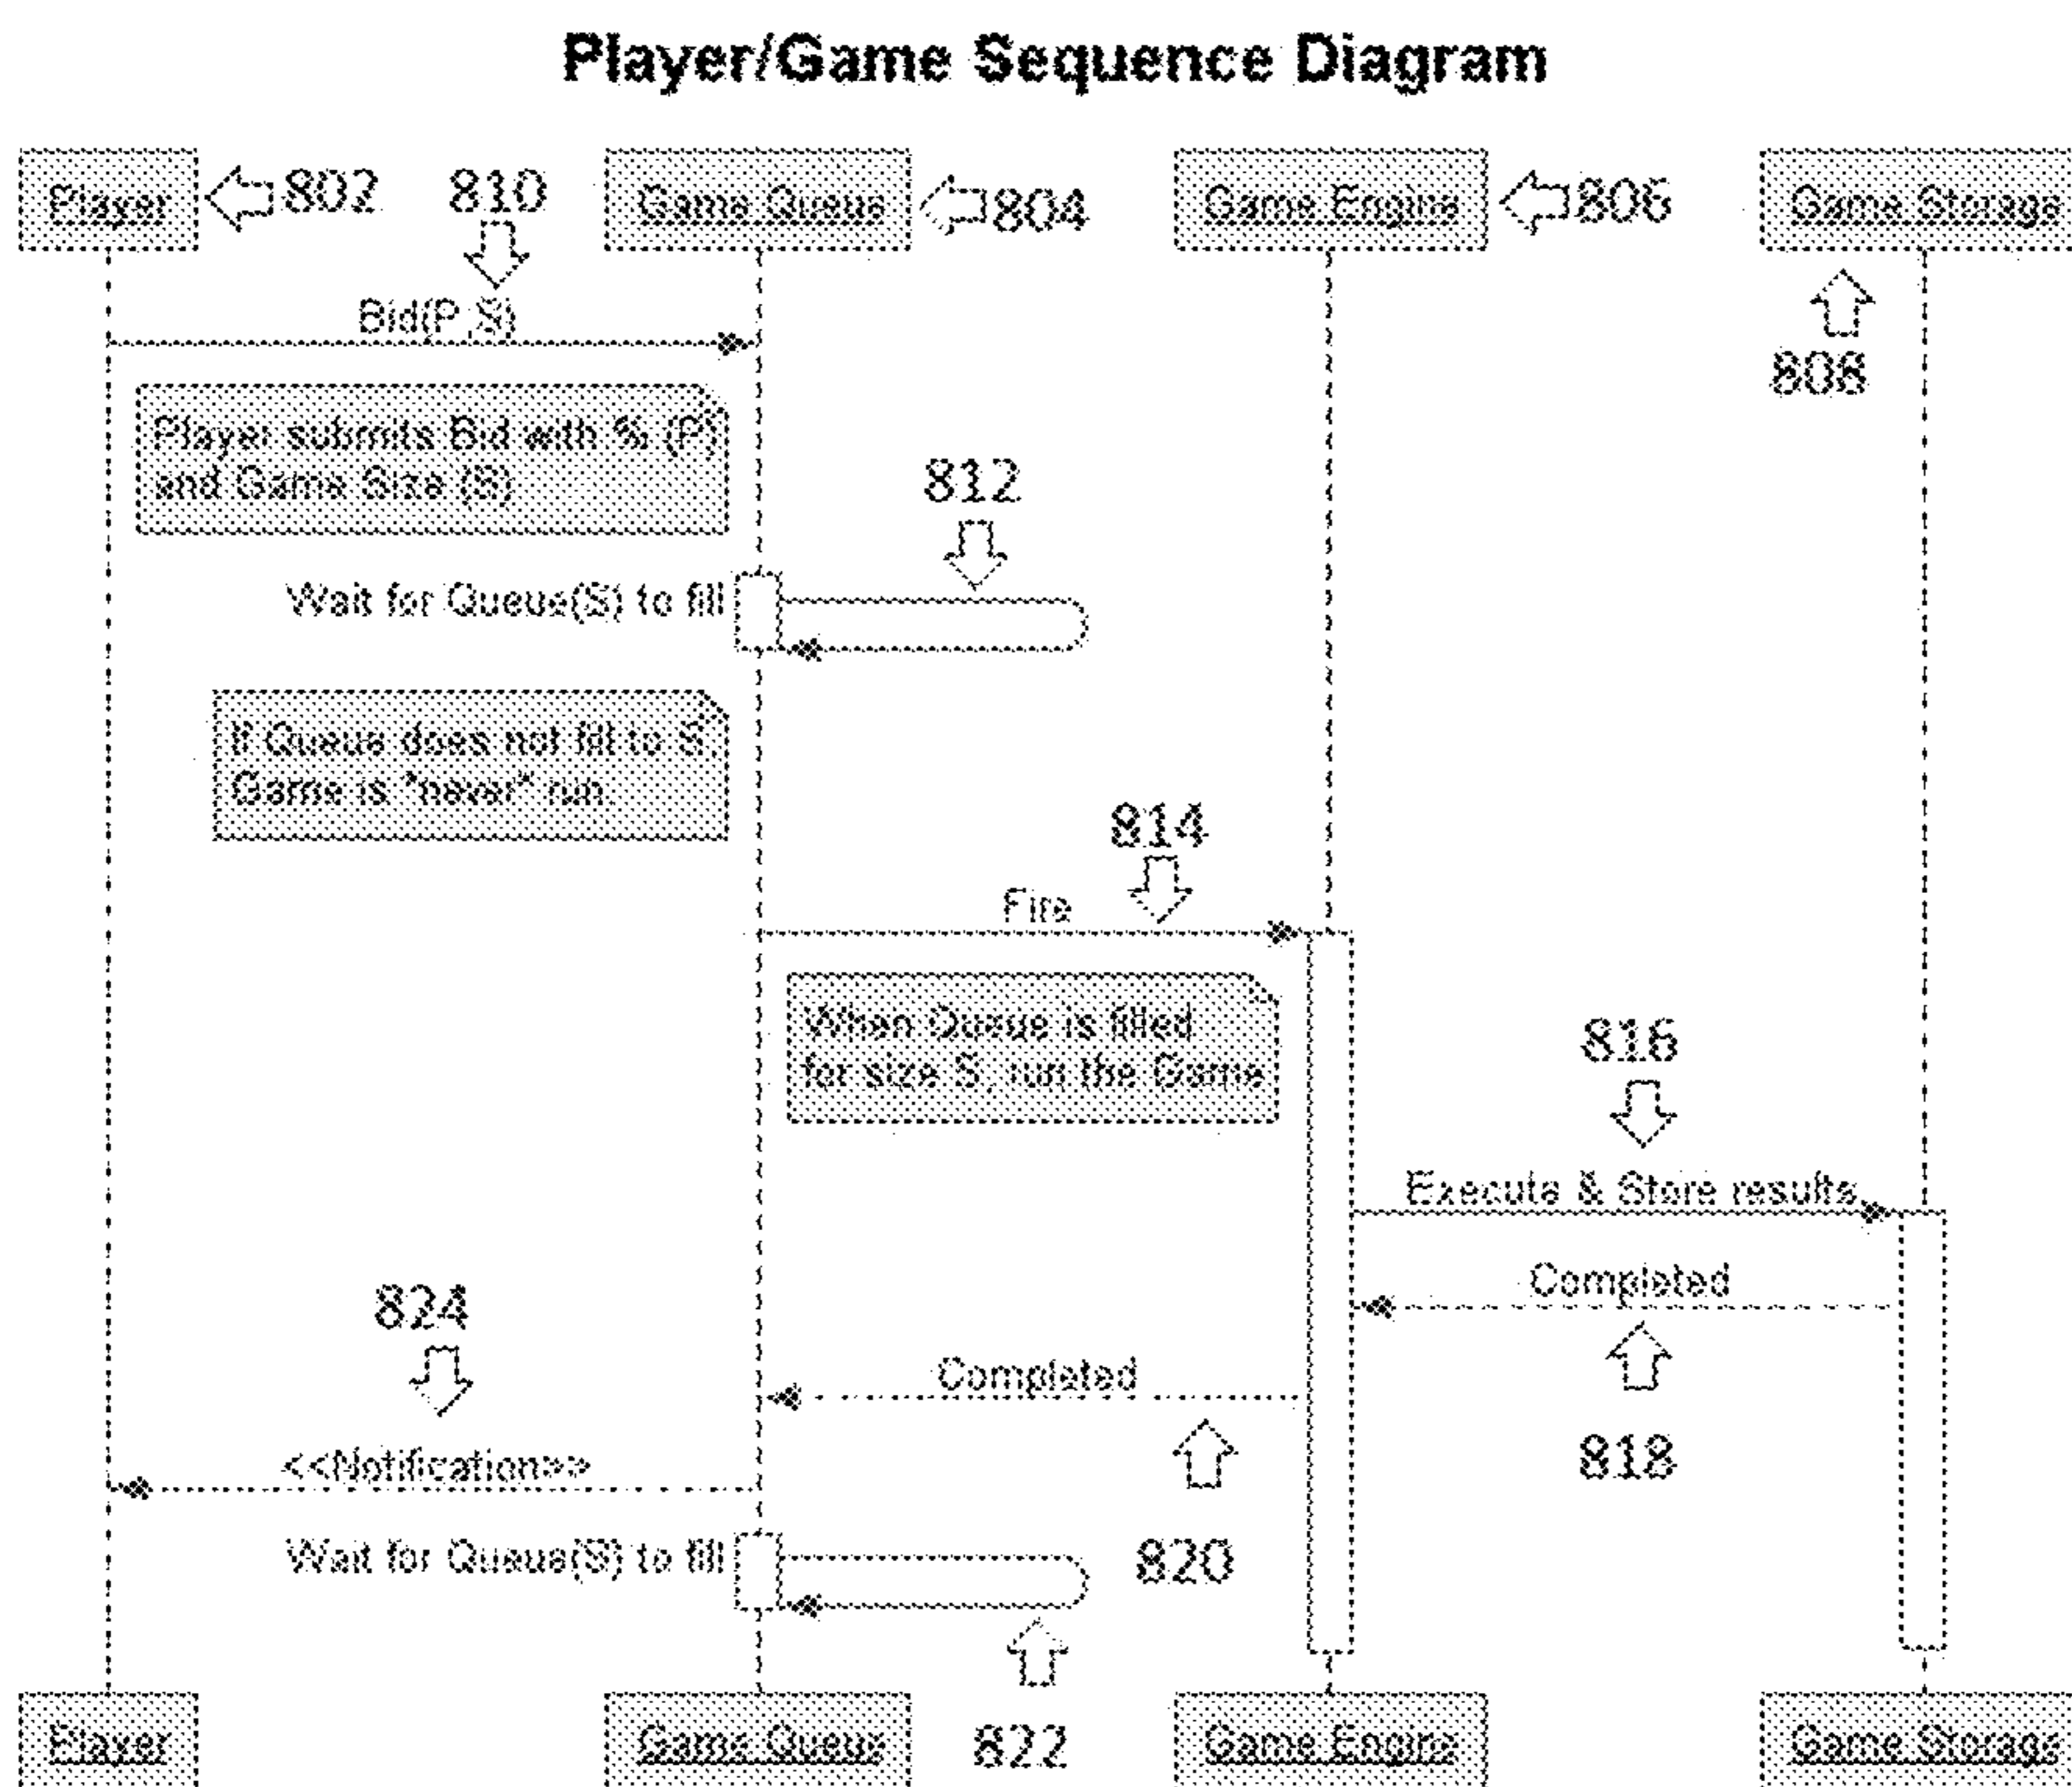 Player/Game Sequence Diagram
Player 802 810 Game Queue 804 Game Engine 806 Game Storage
808
Bid(P,S)
Player submits Bid with % (P)
and Game Size (S)
812
Wait for Queue(S) to fill
If Queue does not fill to S,
Game is "never" run.
814
Fire
When Queue is filled
for size S, run the Game
816
Execute & Store results
Completed
818
Completed
820
824
<<Notification>>
Wait for Queue(S) to fill
822
Player Game Queue Game Engine Game Storage